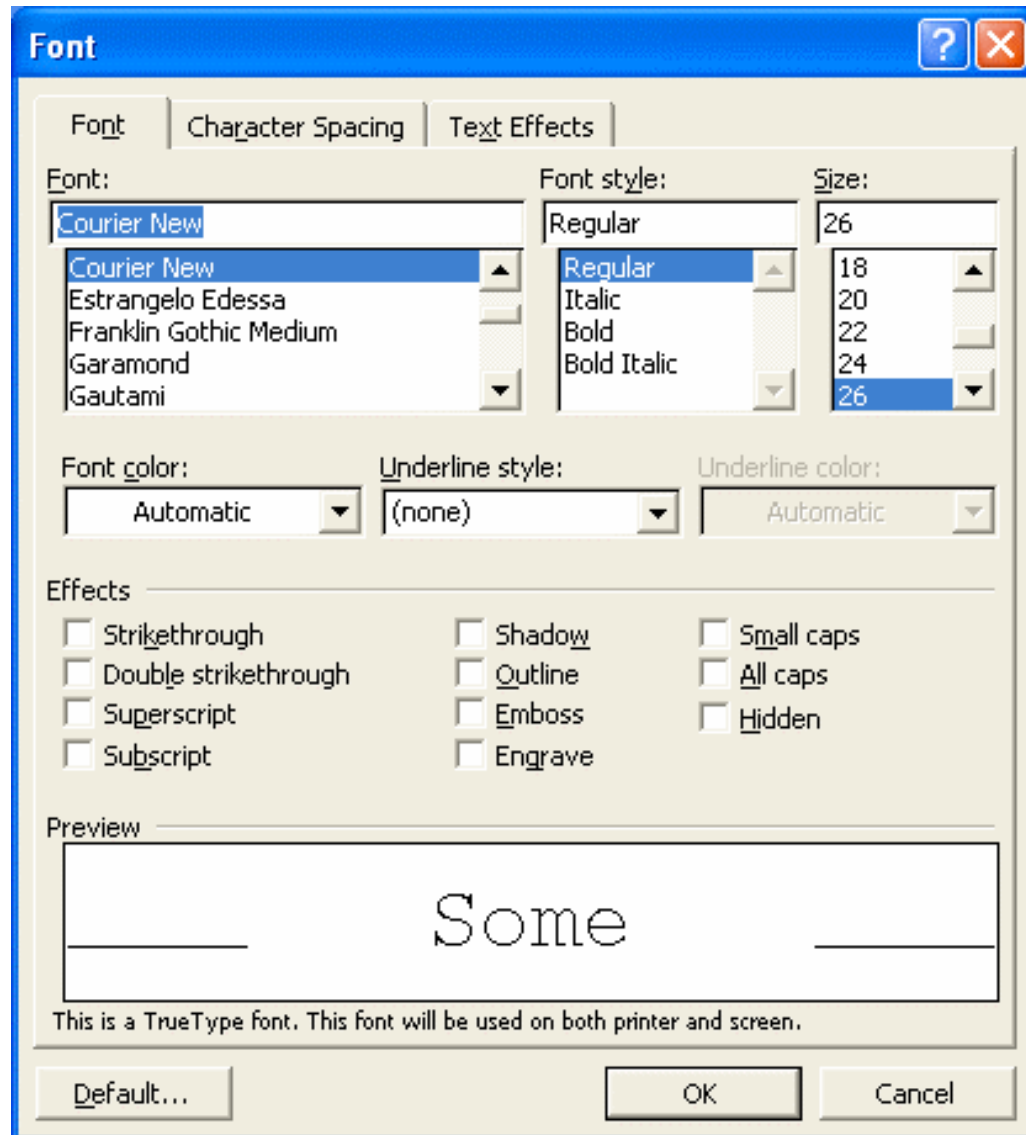 Font
Font Character Spacing Text Effects
Font: Font style: Size:
Courier New Regular 26
Courier New Regular 18
Estrangelo Edessa Italic 20
Franklin Gothic Medium Bold 22
Garamond Bold Italic 24
Gautami 26
Font color: Underline style: Underline color:
Automatic (none) Automatic
Effects
Strikethrough Shadow Small caps
Double strikethrough Outline All caps
Superscript Emboss Hidden
Subscript Engrave
Preview
Some
This is a TrueType font. This font will be used on both printer and screen.
Default... OK Cancel